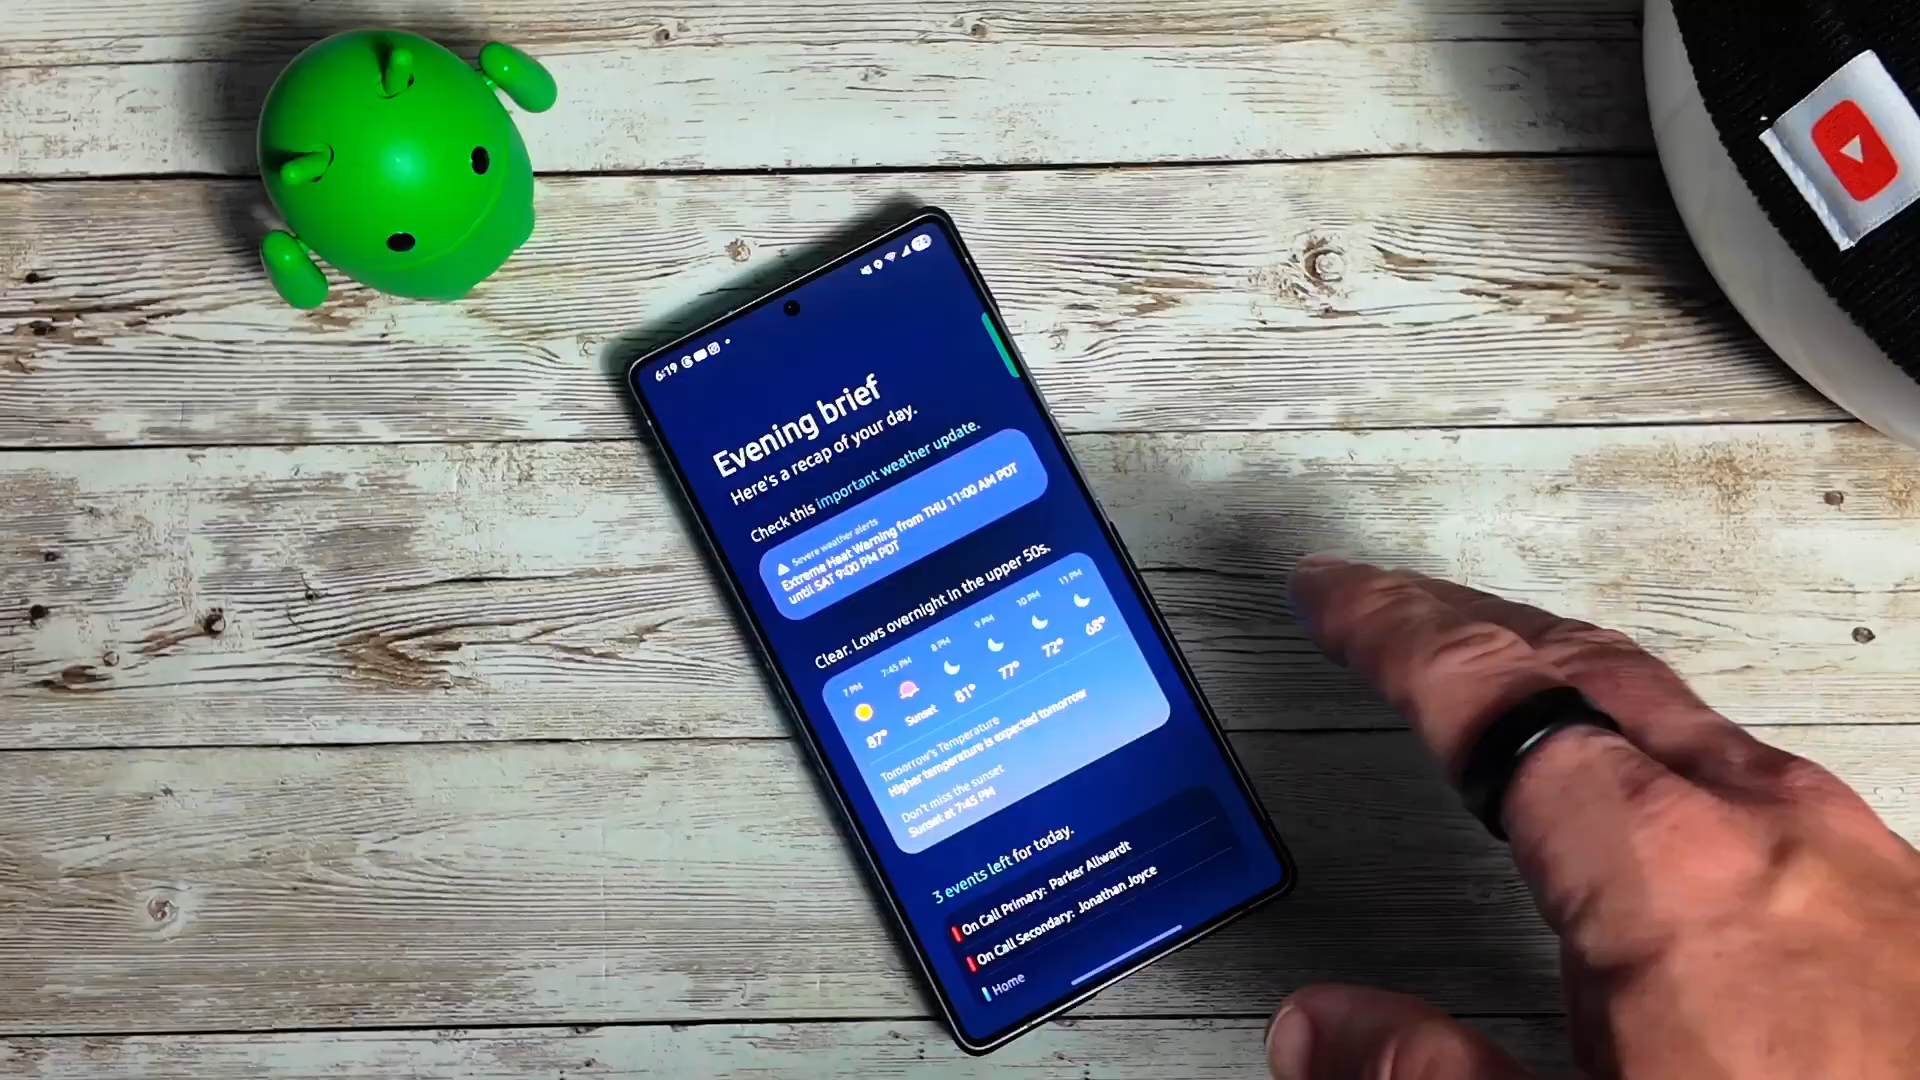 6:19
Evening brief
Here's a recap of your day.
Check this important weather update.
Severe weather alerts
Extreme Heat Warning from THU 11:00 AM PDT
until SAT 9:00 PM PDT
Clear. Lows overnight in the upper 50s.
7 PM 7:45 PM 8 PM 9 PM 10 PM 11 PM
87° Sunset 81° 77° 72° 68°
Tomorrow's Temperature
Higher temperature is expected tomorrow
Don't miss the sunset
Sunset at 7:45 PM
3 events left for today.
On Call Primary: Parker Allwardt
On Call Secondary: Jonathan Joyce
Home